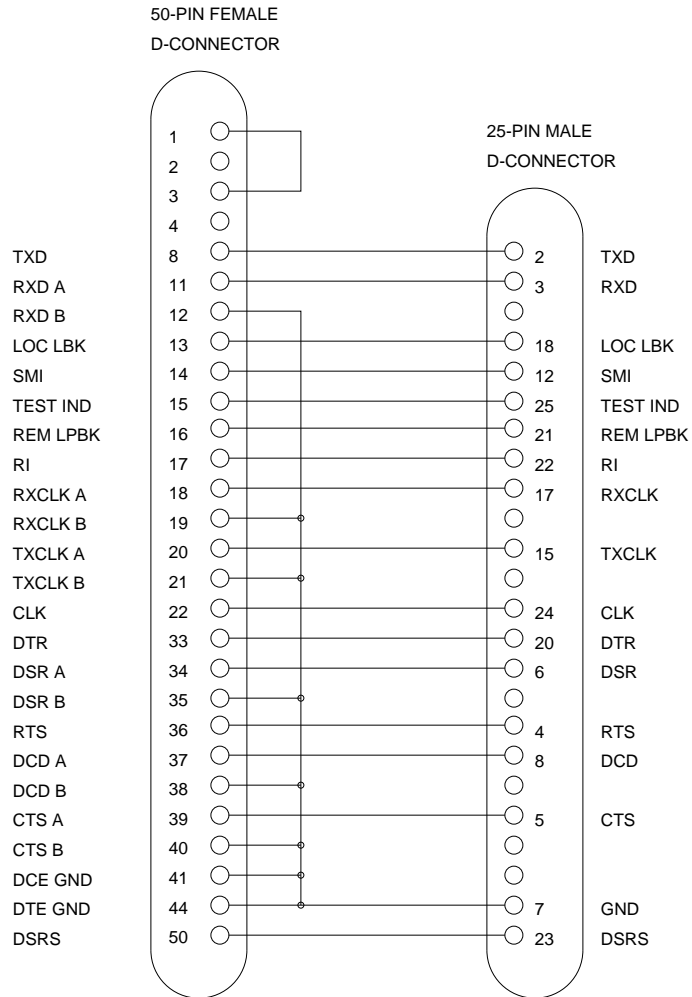 50-PIN FEMALE
D-CONNECTOR
25-PIN MALE
D-CONNECTOR
1
2
3
4
TXD 8 2 TXD
RXD A 11 3 RXD
RXD B 12
LOC LBK 13 18 LOC LBK
SMI 14 12 SMI
TEST IND 15 25 TEST IND
REM LPBK 16 21 REM LPBK
RI 17 22 RI
RXCLK A 18 17 RXCLK
RXCLK B 19
TXCLK A 20 15 TXCLK
TXCLK B 21
CLK 22 24 CLK
DTR 33 20 DTR
DSR A 34 6 DSR
DSR B 35
RTS 36 4 RTS
DCD A 37 8 DCD
DCD B 38
CTS A 39 5 CTS
CTS B 40
DCE GND 41
DTE GND 44 7 GND
DSRS 50 23 DSRS